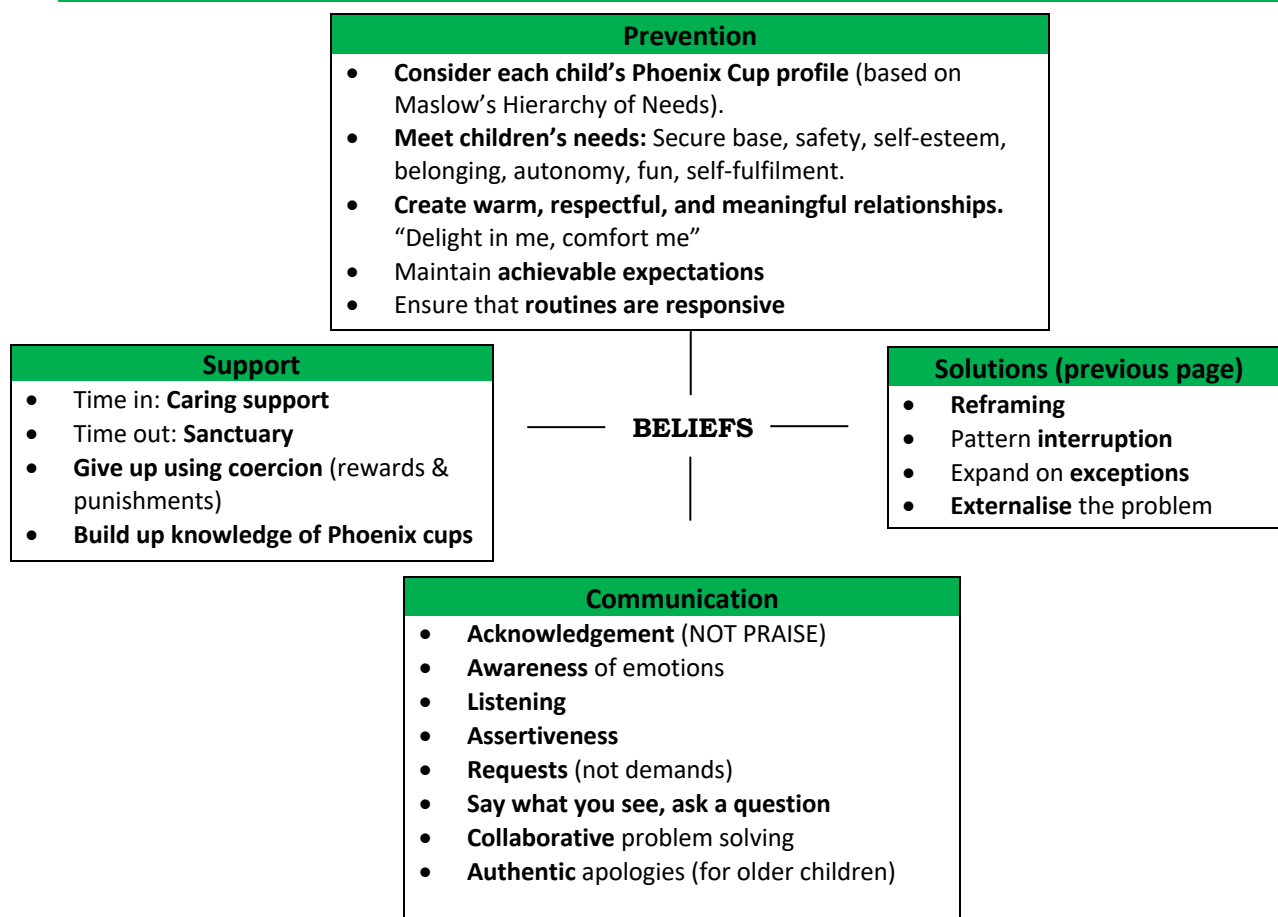 Prevention
• Consider each child’s Phoenix Cup profile (based on
Maslow’s Hierarchy of Needs).
• Meet children’s needs: Secure base, safety, self-esteem,
belonging, autonomy, fun, self-fulfilment.
• Create warm, respectful, and meaningful relationships.
“Delight in me, comfort me”
• Maintain achievable expectations
• Ensure that routines are responsive
Support
• Time in: Caring support
• Time out: Sanctuary
• Give up using coercion (rewards &
punishments)
• Build up knowledge of Phoenix cups
BELIEFS
Solutions (previous page)
• Reframing
• Pattern interruption
• Expand on exceptions
• Externalise the problem
Communication
• Acknowledgement (NOT PRAISE)
• Awareness of emotions
• Listening
• Assertiveness
• Requests (not demands)
• Say what you see, ask a question
• Collaborative problem solving
• Authentic apologies (for older children)